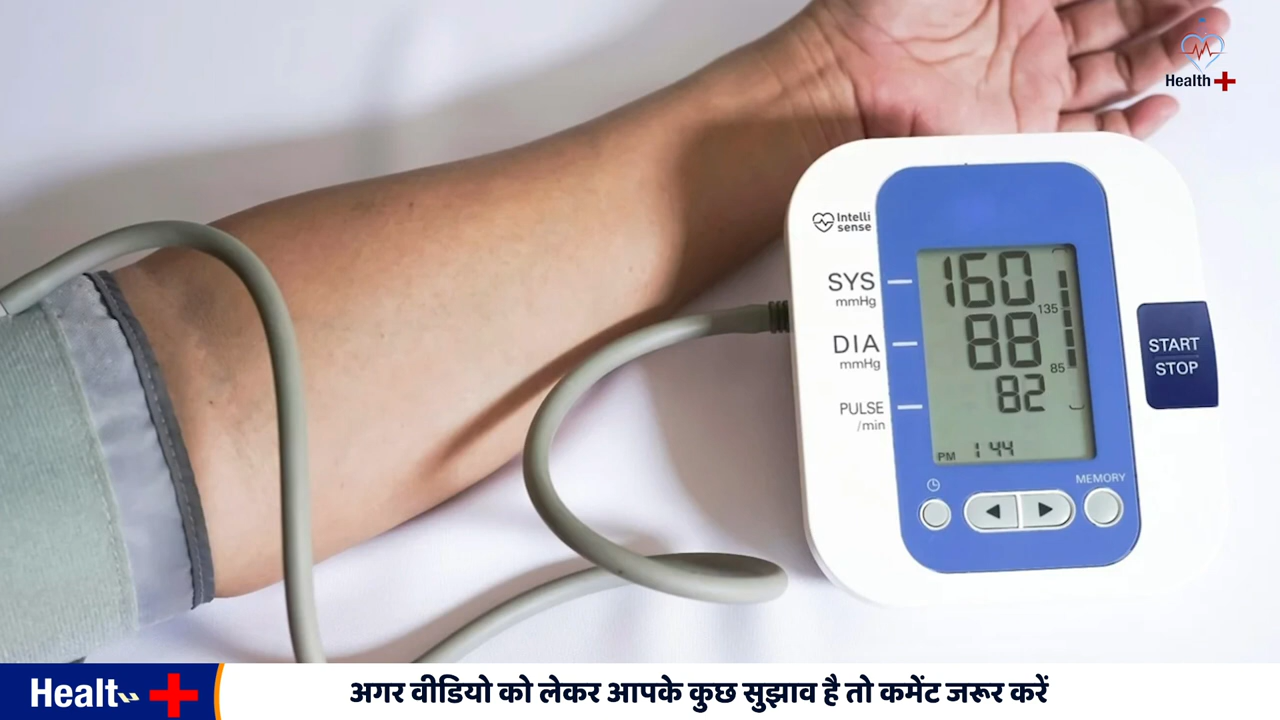 Health
Intelli
sense
SYS
mmHg
160
135
DIA
mmHg
88
85
PULSE
/min
82
PM 1:44
START
STOP
MEMORY
Healt
अगर वीडियो को लेकर आपके कुछ सुझाव है तो कमेंट जरूर करें